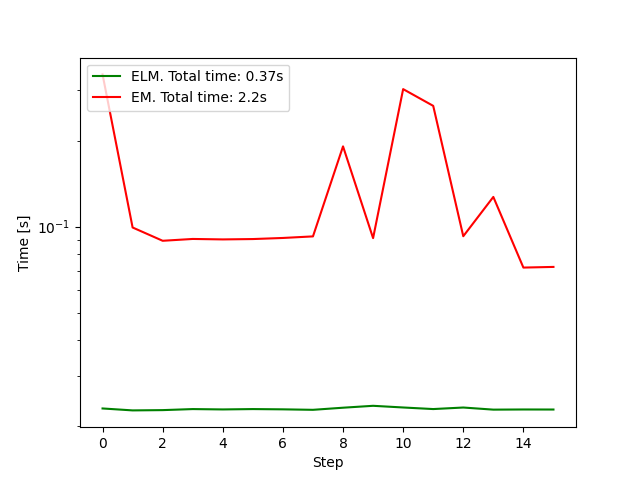 ELM. Total time: 0.37s
EM. Total time: 2.2s
Time [s]
10⁻¹
0 2 4 6 8 10 12 14
Step